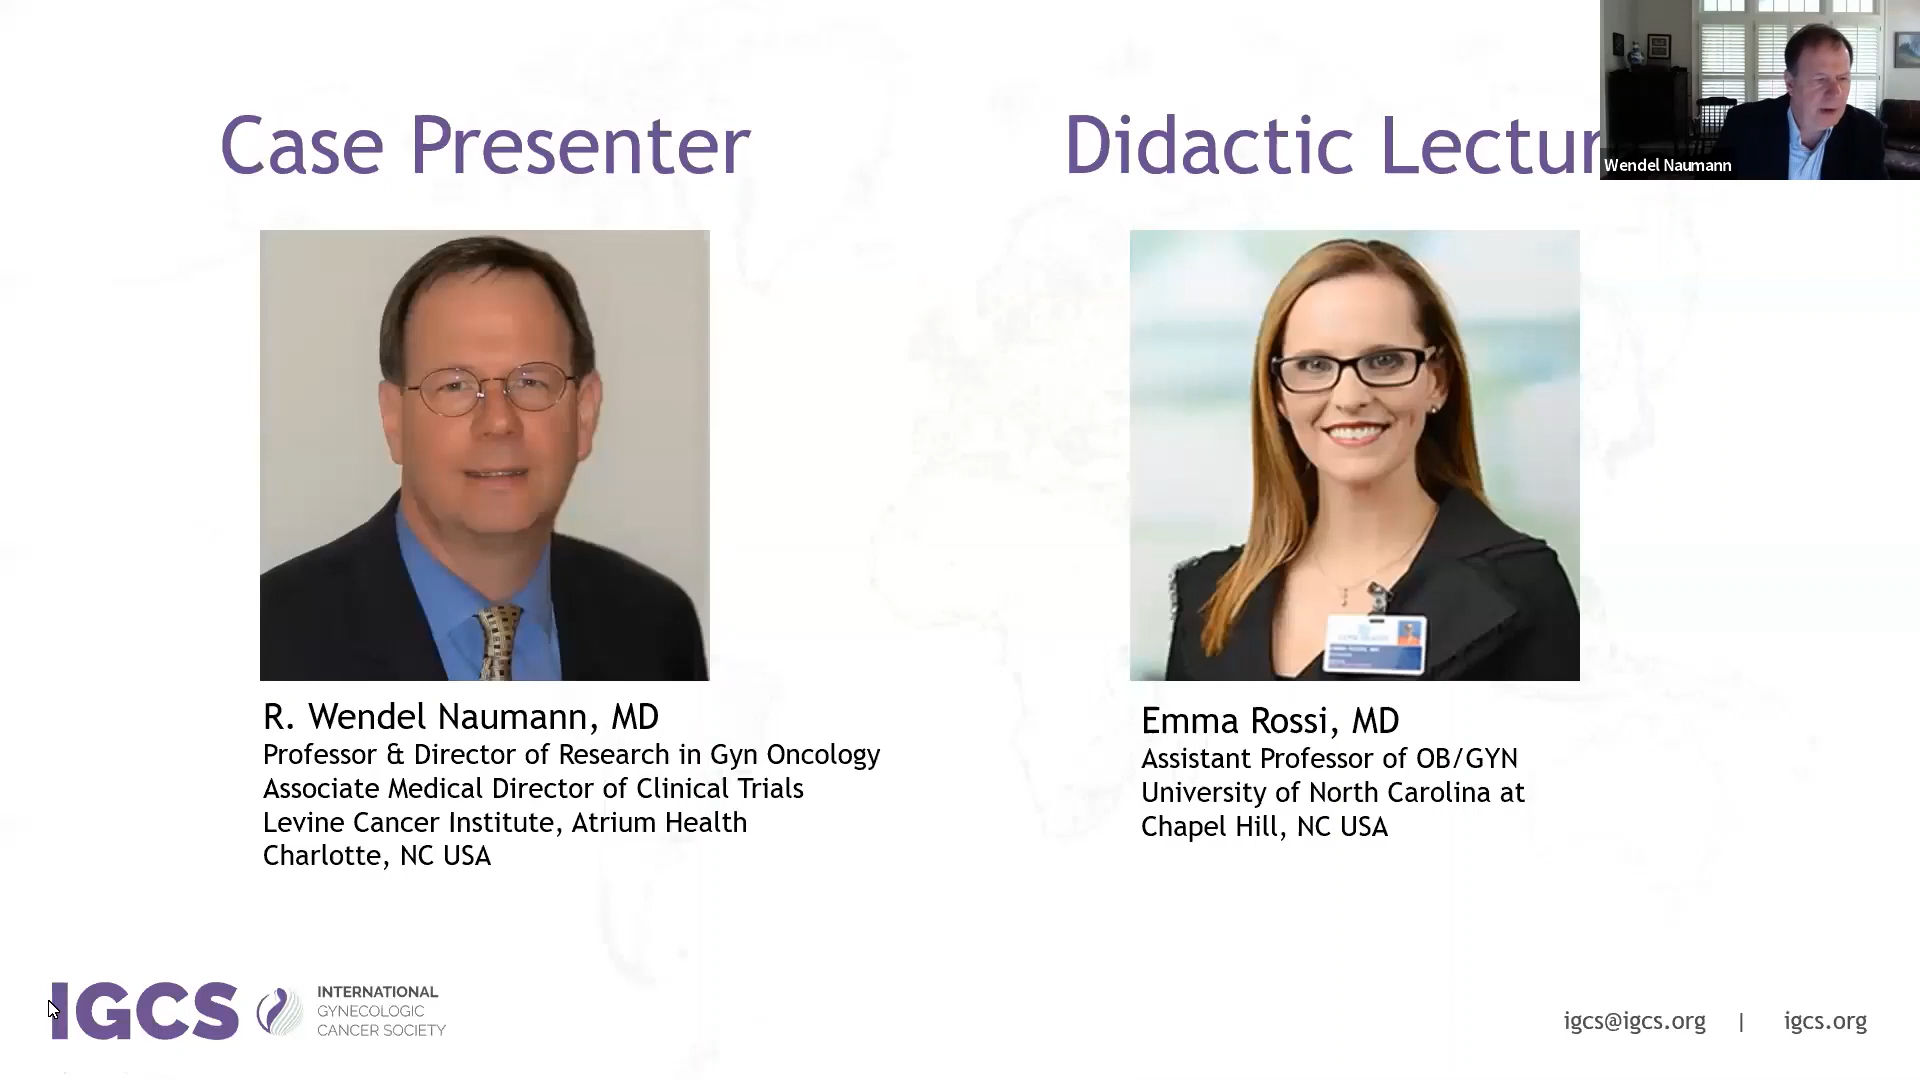 Case Presenter
Didactic Lectur
Wendel Naumann
R. Wendel Naumann, MD
Professor & Director of Research in Gyn Oncology
Associate Medical Director of Clinical Trials
Levine Cancer Institute, Atrium Health
Charlotte, NC USA
Emma Rossi, MD
Assistant Professor of OB/GYN
University of North Carolina at
Chapel Hill, NC USA
IGCS
INTERNATIONAL
GYNECOLOGIC
CANCER SOCIETY
igcs@igcs.org | igcs.org